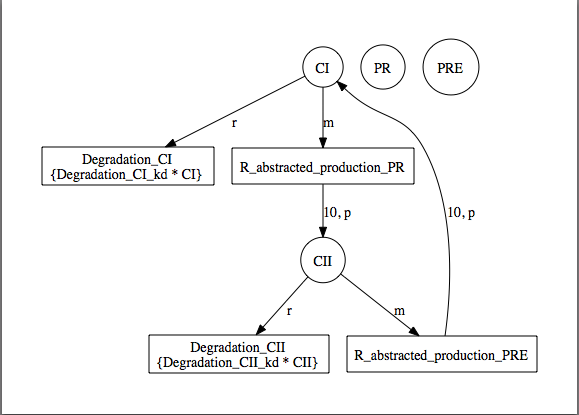 CI
PR
PRE
r
m
Degradation_CI
{Degradation_CI_kd * CI}
R_abstracted_production_PR
10, p
10, p
CII
r
m
Degradation_CII
{Degradation_CII_kd * CII}
R_abstracted_production_PRE